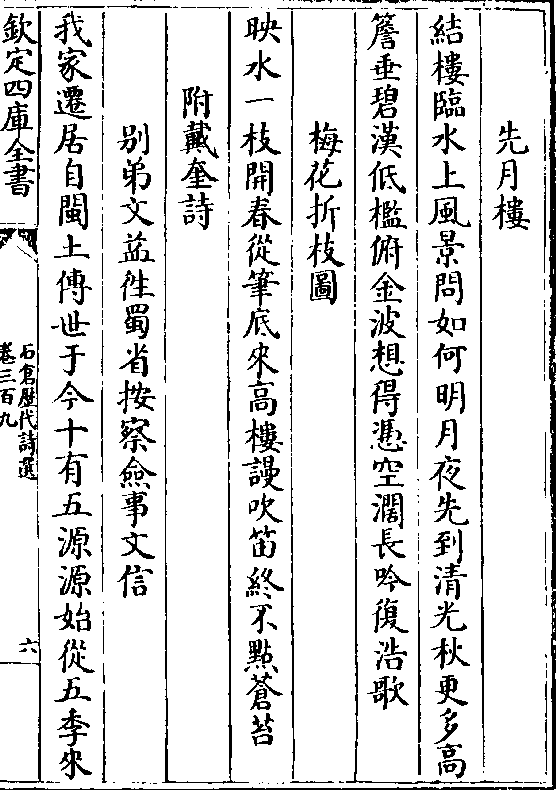 先月樓
結樓臨水上風景問如何明月夜先到清光秋更多高
簷垂碧漢低檻俯金波想得憑空濶長吟復浩歌
梅花折枝圖
映水一枝開春從筆底來高樓謾吹笛終不點蒼苔
附戴奎詩
别弟文益徃蜀省按察僉事文信
我家遷居自閩土傳世于今十有五源源始從五季來
欽定四庫全書
石倉歴代詩選
卷三百九
六